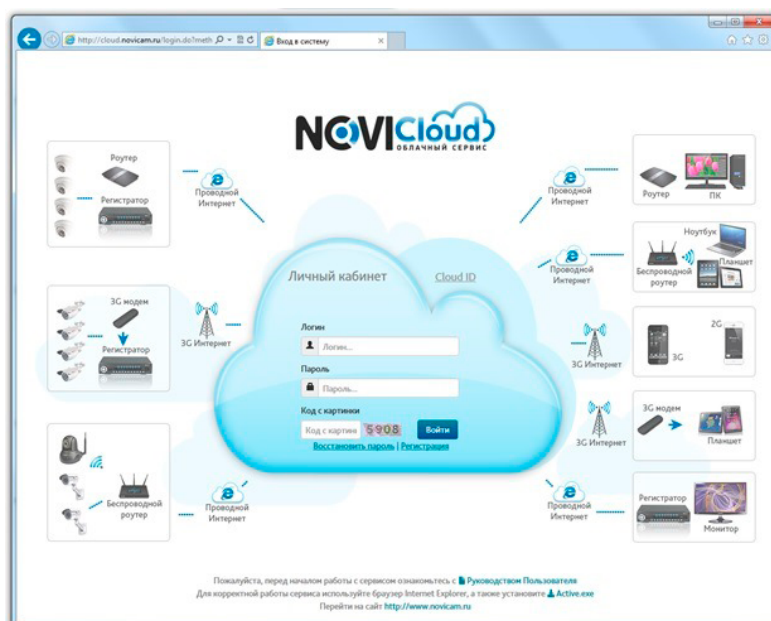 http://cloud.novicam.ru/login.do?meth
Вход в систему
NOVICloud
ОБЛАЧНЫЙ СЕРВИС
Роутер
Регистратор
Проводной
Интернет
3G модем
Регистратор
3G Интернет
Беспроводной
роутер
Проводной
Интернет
Личный кабинет
Cloud ID
Логин
Логин...
Пароль
Пароль...
Код с картинки
Код с картин
5908
Войти
Восстановить пароль | Регистрация
Проводной
Интернет
Роутер
ПК
Проводной
Интернет
Ноутбук
Планшет
Беспроводной
роутер
3G Интернет
3G
2G
3G Интернет
3G модем
Планшет
Проводной
Интернет
Регистратор
Монитор
Пожалуйста, перед началом работы с сервисом ознакомьтесь с Руководством Пользователя
Для корректной работы сервиса используйте браузер Internet Explorer, а также установите Active.exe
Перейти на сайт http://www.novicam.ru